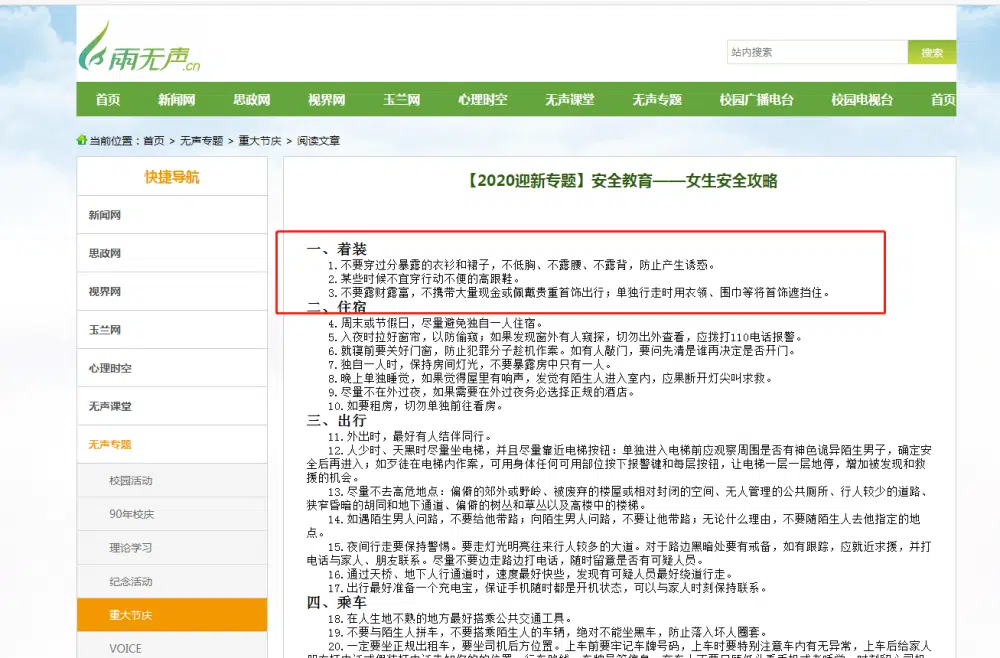 雨无声.cn
站内搜索
搜索
首页 新闻网 思政网 视界网 玉兰网 心理时空 无声课堂 无声专题 校园广播电台 校园电视台 首页
当前位置：首页 > 无声专题 > 重大节庆 > 阅读文章
快捷导航
新闻网
思政网
视界网
玉兰网
心理时空
无声课堂
无声专题
校园活动
90年校庆
理论学习
纪念活动
重大节庆
VOICE
【2020迎新专题】安全教育——女生安全攻略
一、着装
1.不要穿过分暴露的衣衫和裙子，不低胸、不露腰、不露背，防止产生诱惑。
2.某些时候不宜穿行动不便的高跟鞋。
3.不要露财露富，不携带大量现金或佩戴贵重首饰出行；单独行走时用衣领、围巾等将首饰遮挡住。
二、住宿
4.周末或节假日，尽量避免独自一人住宿。
5.入夜时拉好窗帘，以防偷窥；如果发现窗外有人窥探，切勿出外查看，应拨打110电话报警。
6.就寝前要关好门窗，防止犯罪分子趁机作案。如有人敲门，要问先清是谁再决定是否开门。
7.独自一人时，保持房间灯光，不要暴露房中只有一人。
8.晚上单独睡觉，如果觉得屋里有响声，发觉有陌生人进入室内，应果断开灯尖叫求救。
9.尽量不在外过夜，如果需要在外过夜务必选择正规的酒店。
10.如要租房，切勿单独前往看房。
三、出行
11.外出时，最好有人结伴同行。
12.人少时、天黑时尽量坐电梯，并且尽量靠近电梯按钮：单独进入电梯前应观察周围是否有神色诡异陌生男子，确定安
全后再进入；如歹徒在电梯内作案，可用身体任何可用部位按下报警键和每层按钮，让电梯一层一层地停，增加被发现和救
援的机会。
13.尽量不去高危地点：偏僻的郊外或野岭、被废弃的楼屋或相对封闭的空间、无人管理的公共厕所、行人较少的道路、
狭窄昏暗的胡同和地下通道、偏僻的树丛和草丛以及高楼中的楼梯。
14.如遇陌生男人问路，不要给他带路；向陌生男人问路，不要让他带路；无论什么理由，不要随陌生人去他指定的地
点。
15.夜间行走要保持警惕。要走灯光明亮往来行人较多的大道。对于路边黑暗处要有戒备，如有跟踪，应就近求援，并打
电话与家人、朋友联系。尽量不要边走路边打电话，随时留意是否有可疑人员。
16.通过天桥、地下人行通道时，速度最好快些，发现有可疑人员最好绕道行走。
17.出行最好准备一个充电宝，保证手机随时都是开机状态，可以与家人时刻保持联系。
四、乘车
18.在人生地不熟的地方最好搭乘公共交通工具。
19.不要与陌生人拼车，不要搭乘陌生人的车辆，绝对不能坐黑车，防止落入坏人圈套。
20.一定要坐正规出租车，要坐司机后方位置。上车前要牢记车牌号码，上车时要特别注意车内有无异常，上车后给家人